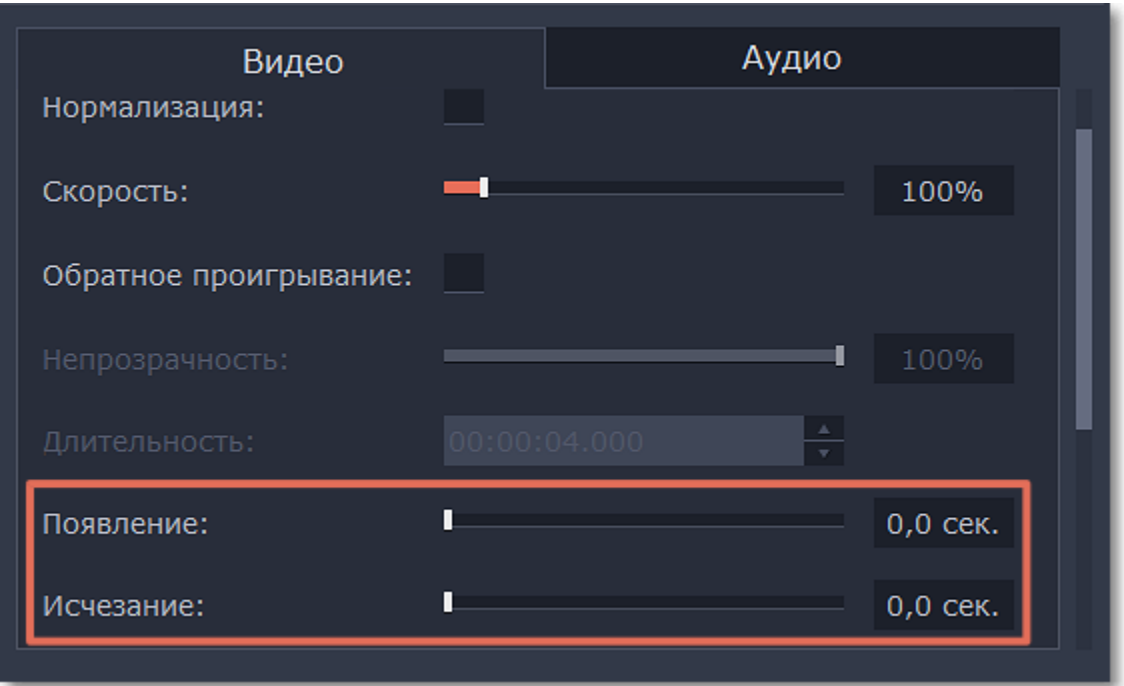 Видео Аудио
Нормализация:
Скорость: 100%
Обратное проигрывание:
Непрозрачность: 100%
Длительность: 00:00:04.000
Появление: 0,0 сек.
Исчезание: 0,0 сек.